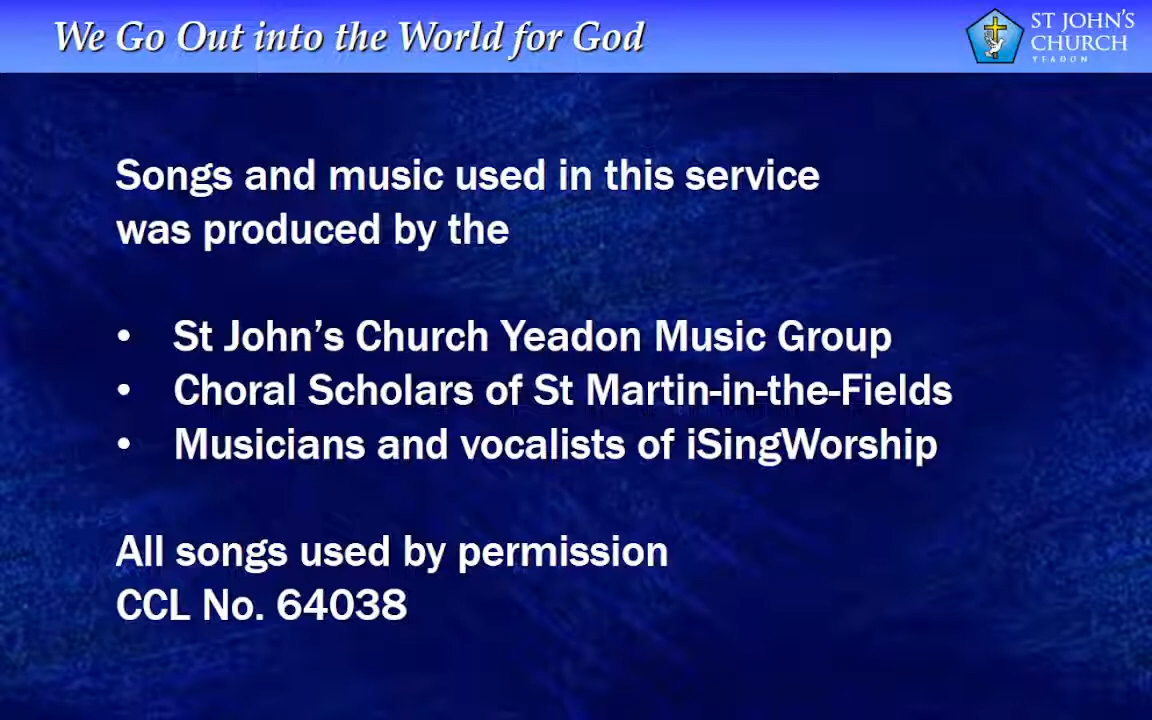 We Go Out into the World for God
ST JOHN'S
CHURCH
YEADON
Songs and music used in this service
was produced by the
• St John’s Church Yeadon Music Group
• Choral Scholars of St Martin-in-the-Fields
• Musicians and vocalists of iSingWorship
All songs used by permission
CCL No. 64038